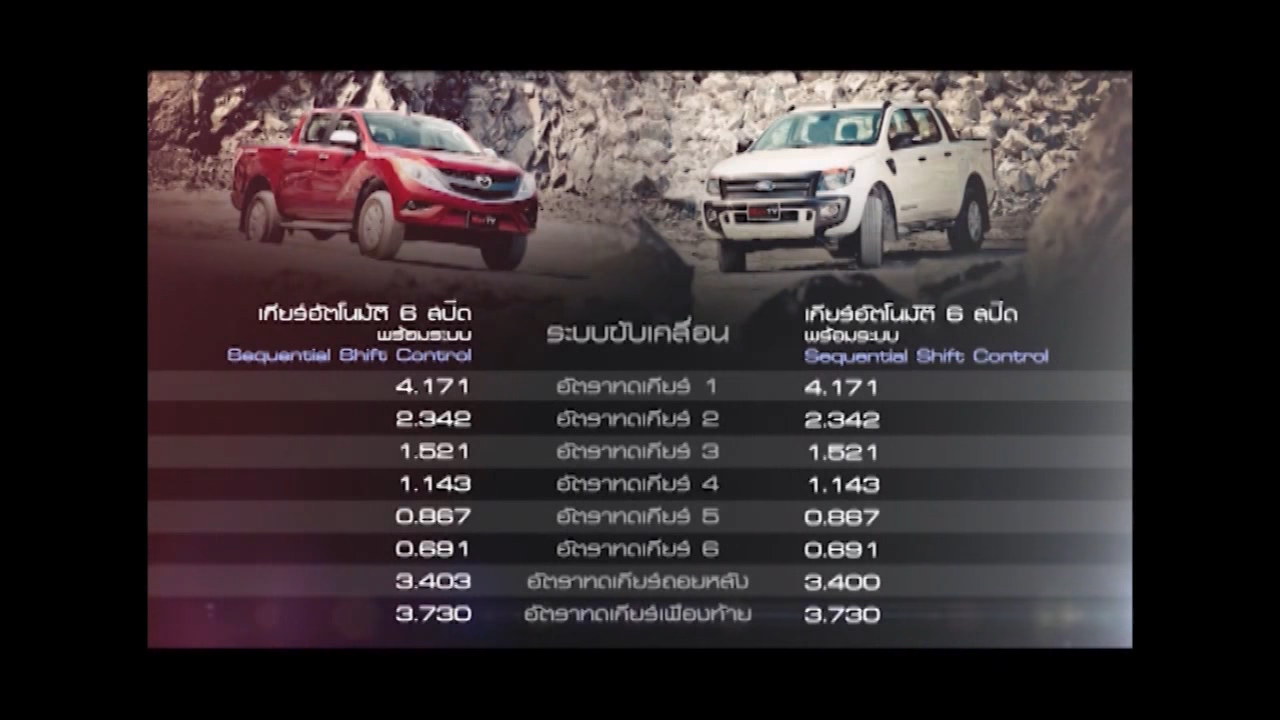 เกียร์อัตโนมัติ 6 สปีด
พร้อมระบบ
Sequential Shift Control
ระบบขับเคลื่อน
เกียร์อัตโนมัติ 6 สปีด
พร้อมระบบ
Sequential Shift Control
4.171 อัตราทดเกียร์ 1 4.171
2.342 อัตราทดเกียร์ 2 2.342
1.521 อัตราทดเกียร์ 3 1.521
1.143 อัตราทดเกียร์ 4 1.143
0.867 อัตราทดเกียร์ 5 0.867
0.691 อัตราทดเกียร์ 6 0.691
3.403 อัตราทดเกียร์ถอยหลัง 3.400
3.730 อัตราทดเกียร์เฟืองท้าย 3.730